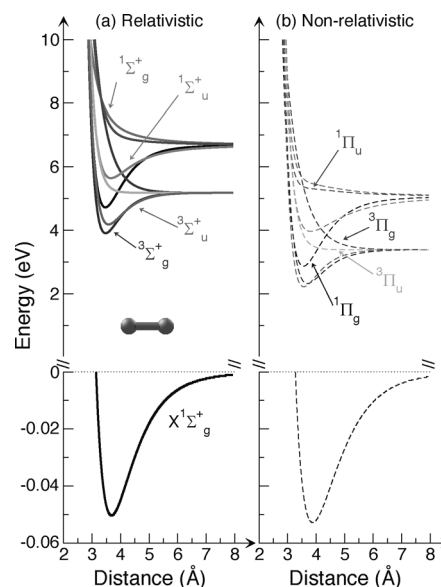 (a) Relativistic
(b) Non-relativistic
10
8
6
4
2
0
-0.02
-0.04
-0.06
Energy (eV)
¹Σ⁺g
¹Σ⁺u
³Σ⁺u
³Σ⁺g
¹Πu
³Πg
³Πu
¹Πg
X¹Σ⁺g
2 3 4 5 6 7 8
2 3 4 5 6 7 8
Distance (Å)
Distance (Å)